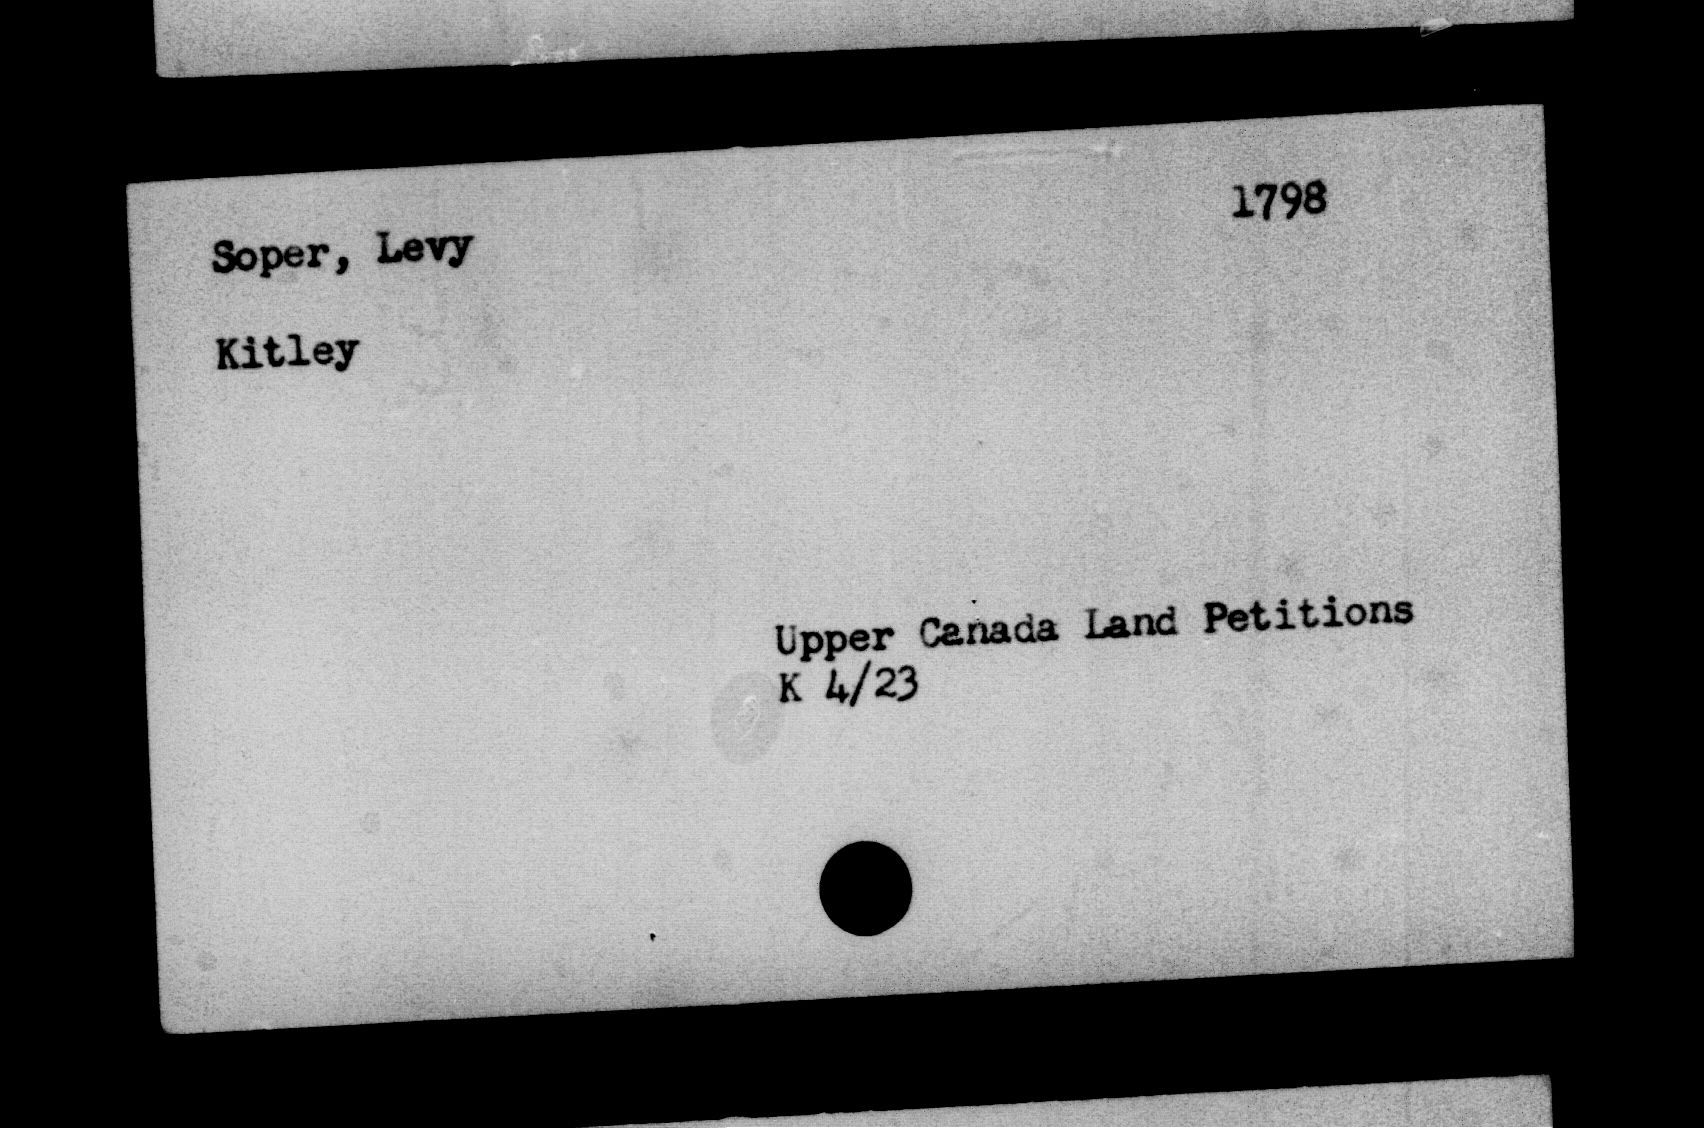 1798
Soper, Levy
Kitley
Upper Canada Land Petitions
K 4/23